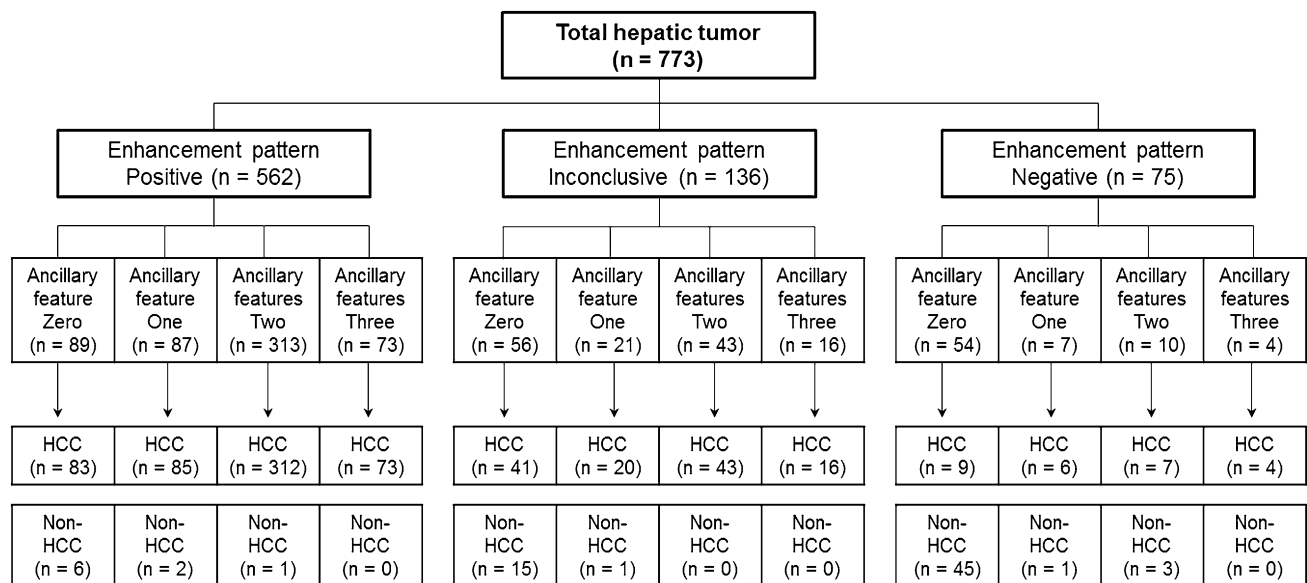 Total hepatic tumor
(n = 773)
Enhancement pattern
Positive (n = 562)
Enhancement pattern
Inconclusive (n = 136)
Enhancement pattern
Negative (n = 75)
Ancillary
feature
Zero
(n = 89)
Ancillary
feature
One
(n = 87)
Ancillary
features
Two
(n = 313)
Ancillary
features
Three
(n = 73)
Ancillary
feature
Zero
(n = 56)
Ancillary
feature
One
(n = 21)
Ancillary
features
Two
(n = 43)
Ancillary
features
Three
(n = 16)
Ancillary
feature
Zero
(n = 54)
Ancillary
feature
One
(n = 7)
Ancillary
features
Two
(n = 10)
Ancillary
features
Three
(n = 4)
HCC
(n = 83)
HCC
(n = 85)
HCC
(n = 312)
HCC
(n = 73)
HCC
(n = 41)
HCC
(n = 20)
HCC
(n = 43)
HCC
(n = 16)
HCC
(n = 9)
HCC
(n = 6)
HCC
(n = 7)
HCC
(n = 4)
Non-
HCC
(n = 6)
Non-
HCC
(n = 2)
Non-
HCC
(n = 1)
Non-
HCC
(n = 0)
Non-
HCC
(n = 15)
Non-
HCC
(n = 1)
Non-
HCC
(n = 0)
Non-
HCC
(n = 0)
Non-
HCC
(n = 45)
Non-
HCC
(n = 1)
Non-
HCC
(n = 3)
Non-
HCC
(n = 0)